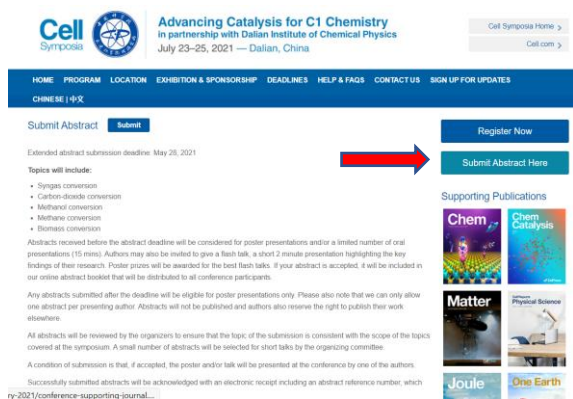 Cell
Symposia
Advancing Catalysis for C1 Chemistry
in partnership with Dalian Institute of Chemical Physics
July 23–25, 2021 — Dalian, China
Cell Symposia Home >
Cell.com >
HOME PROGRAM LOCATION EXHIBITION & SPONSORSHIP DEADLINES HELP & FAQS CONTACT US SIGN UP FOR UPDATES
CHINESE | 中文
Submit Abstract Submit
Register Now
Submit Abstract Here
Extended abstract submission deadline: May 28, 2021
Topics will include:
• Syngas conversion
• Carbon-dioxide conversion
• Methanol conversion
• Methane conversion
• Biomass conversion
Abstracts received before the abstract deadline will be considered for poster presentations and/or a limited number of oral
presentations (15 mins). Authors may also be invited to give a flash talk, a short 2 minute presentation highlighting the key
findings of their research. Poster prizes will be awarded for the best flash talks. If your abstract is accepted, it will be included in
our online abstract booklet that will be distributed to all conference participants.
Any abstracts submitted after the deadline will be eligible for poster presentations only. Please also note that we can only allow
one abstract per presenting author. Abstracts will not be published and authors also reserve the right to publish their work
elsewhere.
All abstracts will be reviewed by the organizers to ensure that the topic of the submission is consistent with the scope of the topics
covered at the symposium. A small number of abstracts will be selected for short talks by the organizing committee.
A condition of submission is that, if accepted, the poster and/or talk will be presented at the conference by one of the authors.
Successfully submitted abstracts will be acknowledged with an electronic receipt including an abstract reference number, which
ry-2021/conference-supporting-journal....
Supporting Publications
Chem
Chem
Catalysis
Matter
Physical Science
Joule
One Earth